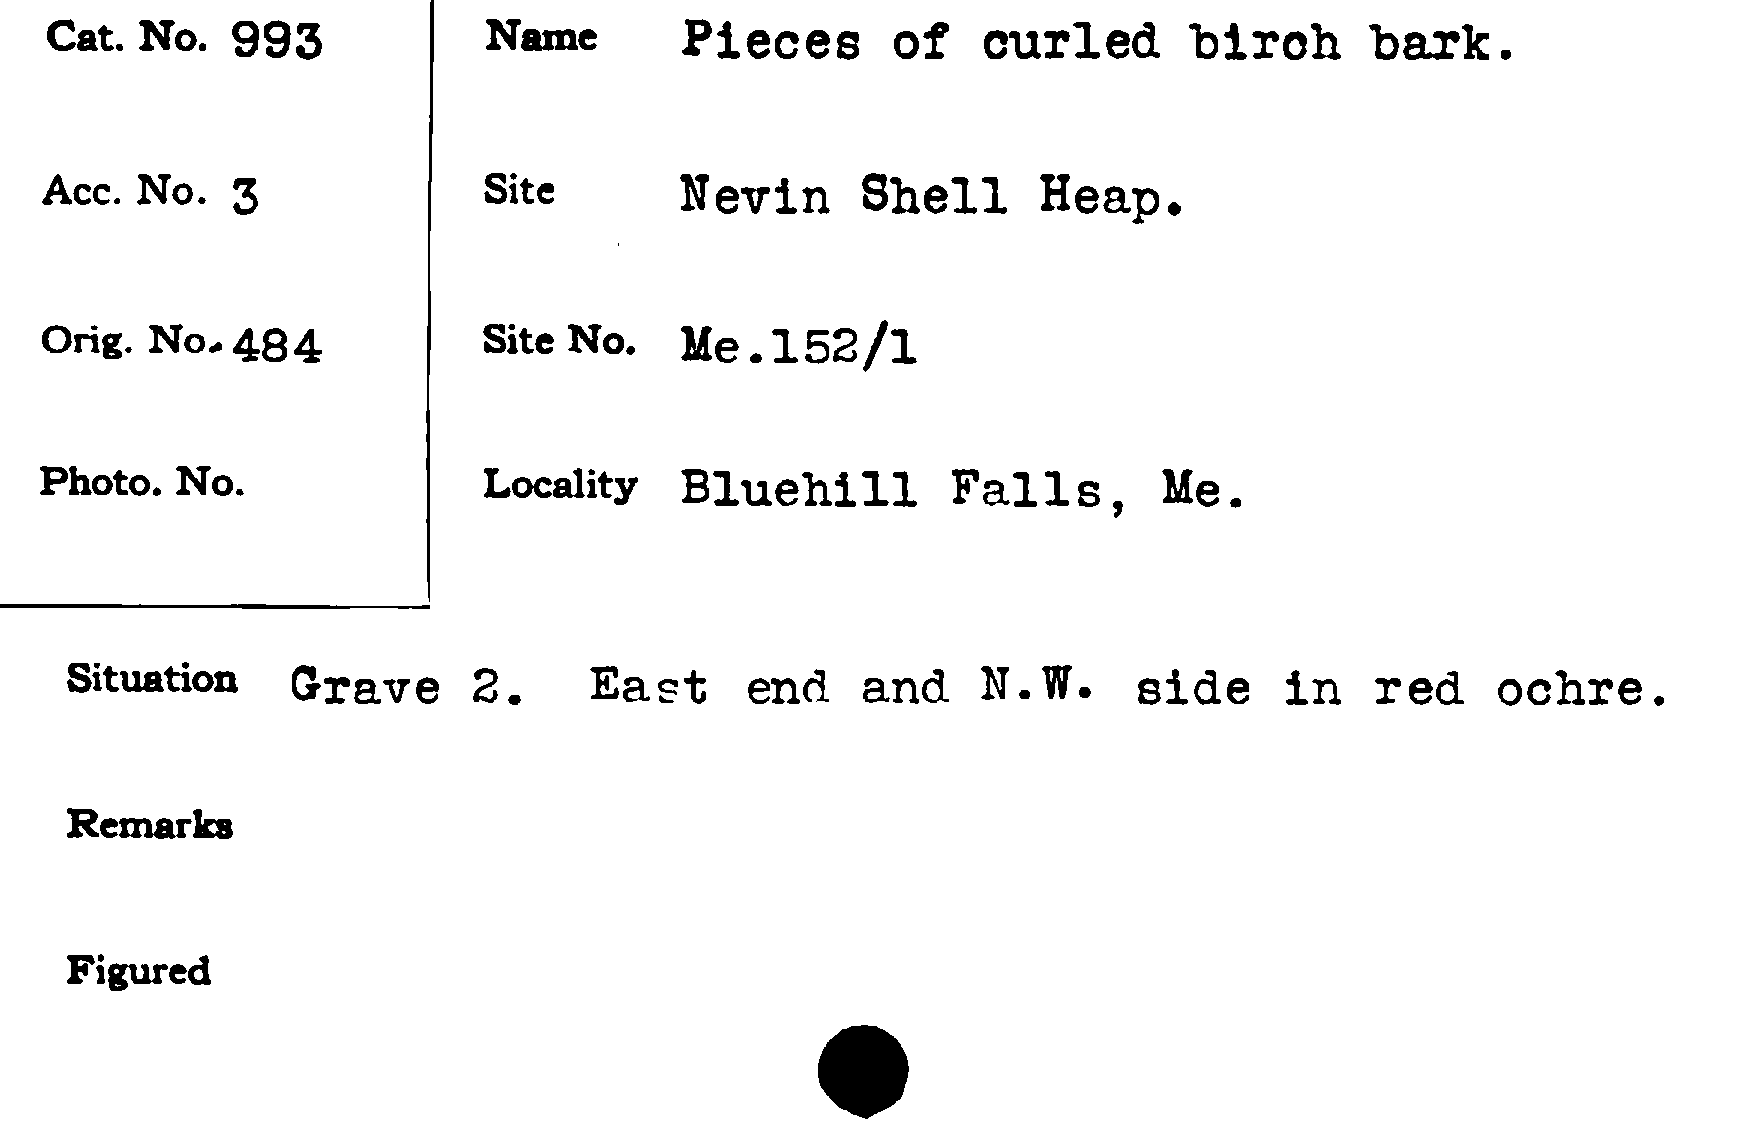 Cat. No. 993
Name Pieces of curled birch bark.
Acc. No. 3
Site Nevin Shell Heap.
Orig. No. 484
Site No. Me.152/1
Photo. No.
Locality Bluehill Falls, Me.
Situation Grave 2. East end and N.W. side in red ochre.
Remarks
Figured